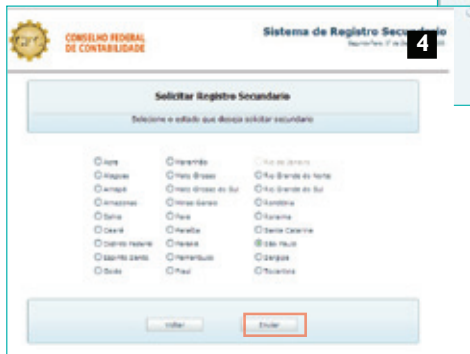 CONSELHO FEDERAL
DE CONTABILIDADE
Sistema de Registro Secundario
4
Solicitar Registro Secundario
Selecione o estado que deseja solicitar secundario
Acre
Alagoas
Amapá
Amazonas
Bahia
Ceará
Distrito Federal
Espírito Santo
Goiás
Maranhão
Mato Grosso
Mato Grosso do Sul
Minas Gerais
Pará
Paraíba
Paraná
Pernambuco
Piauí
Rio de Janeiro
Rio Grande do Norte
Rio Grande do Sul
Rondônia
Roraima
Santa Catarina
São Paulo
Sergipe
Tocantins
Voltar
Enviar